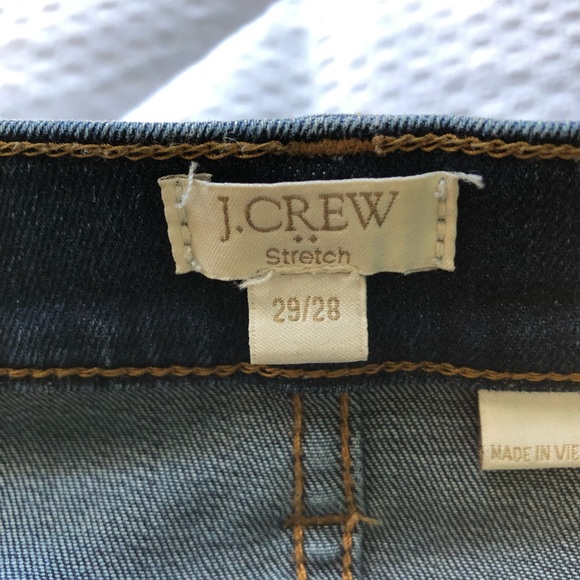 J.CREW
Stretch
29/28
MADE IN VIE